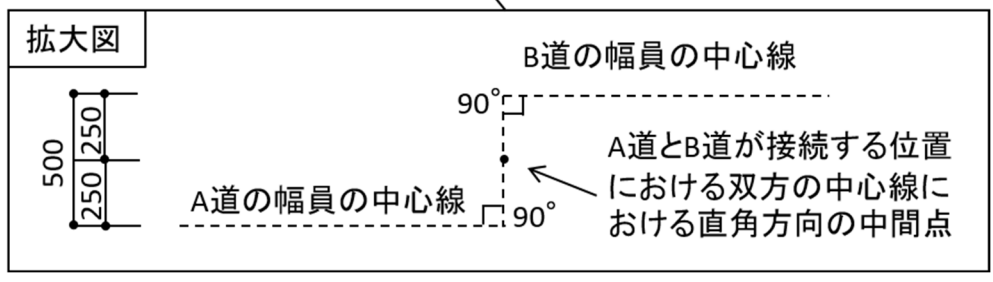 拡大図
B道の幅員の中心線
90°
500
250
250
A道とB道が接続する位置
における双方の中心線に
おける直角方向の中間点
A道の幅員の中心線
90°